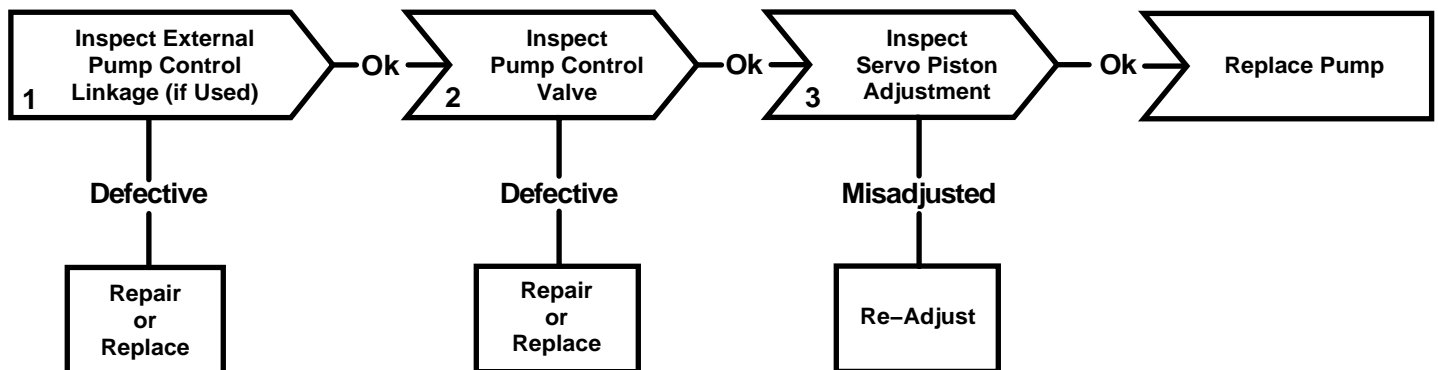 Inspect External
Pump Control
Linkage (if Used)
1
Ok
Inspect
Pump Control
Valve
2
Ok
Inspect
Servo Piston
Adjustment
3
Ok
Replace Pump
Defective
Defective
Misadjusted
Repair
or
Replace
Repair
or
Replace
Re–Adjust